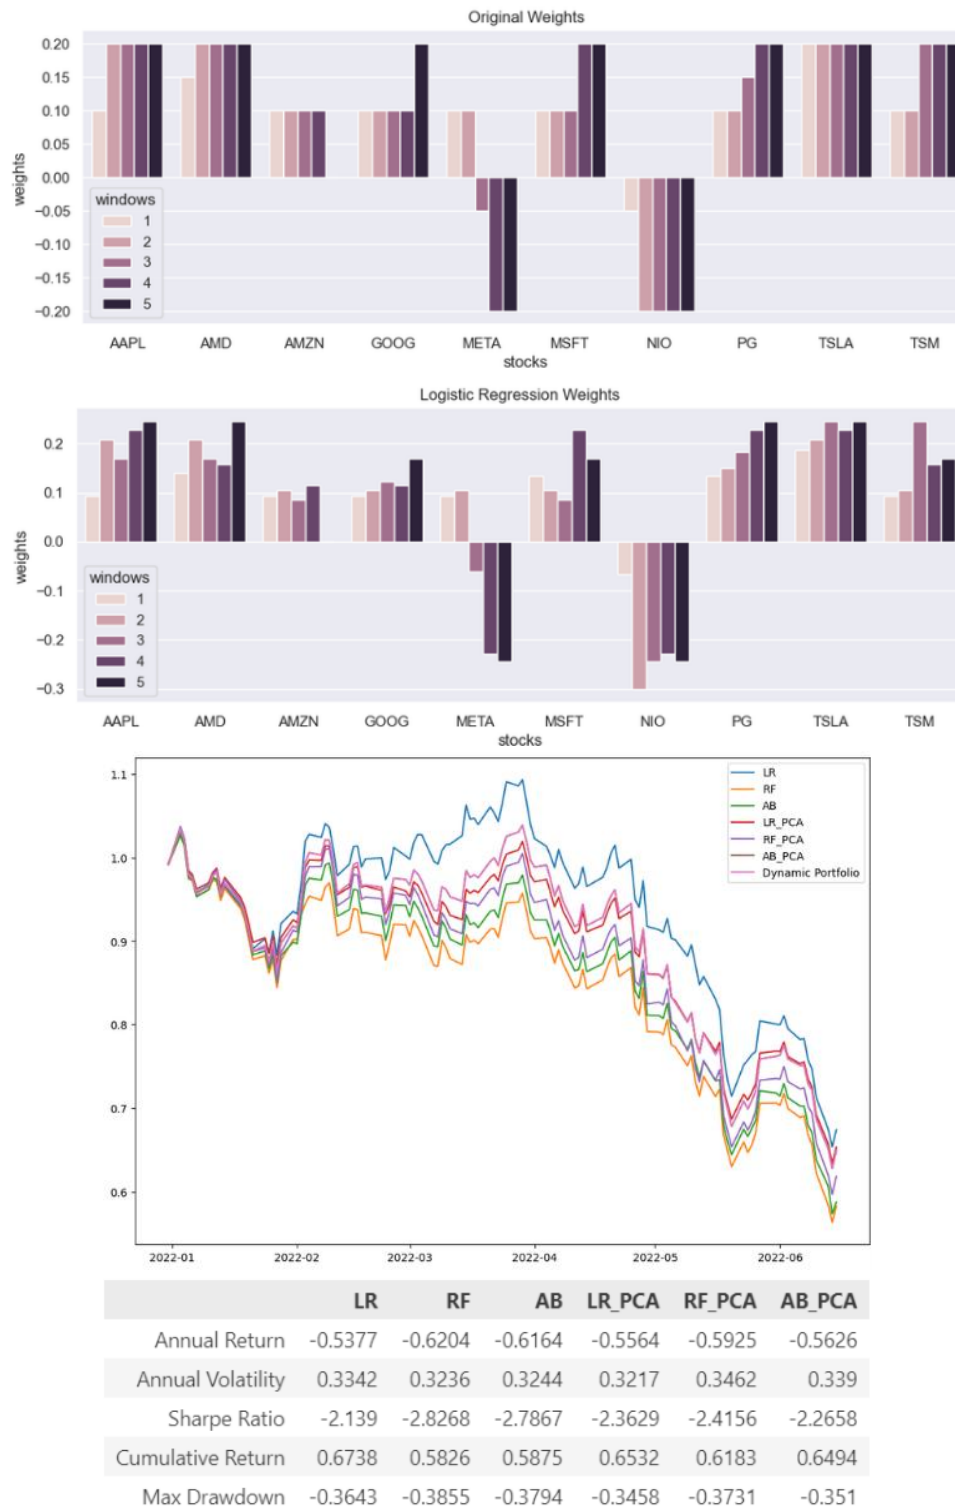 Original Weights
0.20
0.15
0.10
0.05
0.00
−0.05
−0.10
−0.15
−0.20
weights
windows
1
2
3
4
5
AAPL AMD AMZN GOOG META MSFT NIO PG TSLA TSM
stocks
Logistic Regression Weights
0.2
0.1
0.0
−0.1
−0.2
−0.3
weights
windows
1
2
3
4
5
AAPL AMD AMZN GOOG META MSFT NIO PG TSLA TSM
stocks
1.1
1.0
0.9
0.8
0.7
0.6
LR
RF
AB
LR_PCA
RF_PCA
AB_PCA
Dynamic Portfolio
2022-01 2022-02 2022-03 2022-04 2022-05 2022-06
LR RF AB LR_PCA RF_PCA AB_PCA
Annual Return -0.5377 -0.6204 -0.6164 -0.5564 -0.5925 -0.5626
Annual Volatility 0.3342 0.3236 0.3244 0.3217 0.3462 0.339
Sharpe Ratio -2.139 -2.8268 -2.7867 -2.3629 -2.4156 -2.2658
Cumulative Return 0.6738 0.5826 0.5875 0.6532 0.6183 0.6494
Max Drawdown -0.3643 -0.3855 -0.3794 -0.3458 -0.3731 -0.351